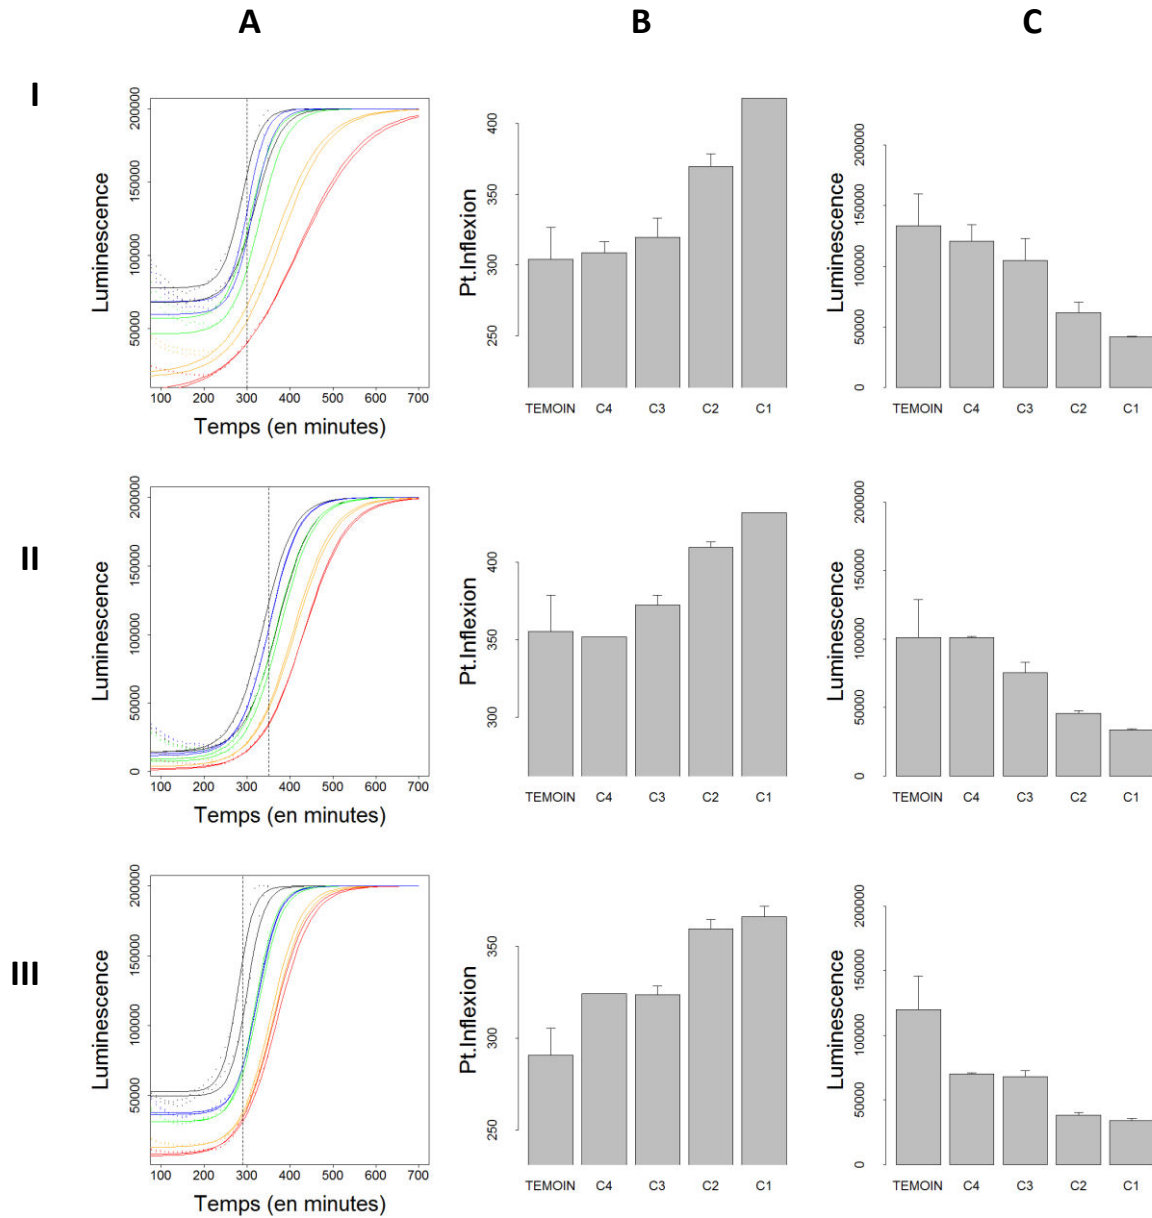 A B C
I
Luminescence
50000 100000 150000 200000
100 200 300 400 500 600 700
Temps (en minutes)
Pt.Inflexion
250 300 350 400
TEMOIN C4 C3 C2 C1
Luminescence
0 50000 100000 150000 200000
TEMOIN C4 C3 C2 C1
II
Luminescence
0 50000 100000 150000 200000
100 200 300 400 500 600 700
Temps (en minutes)
Pt.Inflexion
300 350 400
TEMOIN C4 C3 C2 C1
Luminescence
0 50000 100000 150000 200000
TEMOIN C4 C3 C2 C1
III
Luminescence
50000 100000 150000 200000
100 200 300 400 500 600 700
Temps (en minutes)
Pt.Inflexion
250 300 350
TEMOIN C4 C3 C2 C1
Luminescence
0 50000 100000 150000 200000
TEMOIN C4 C3 C2 C1